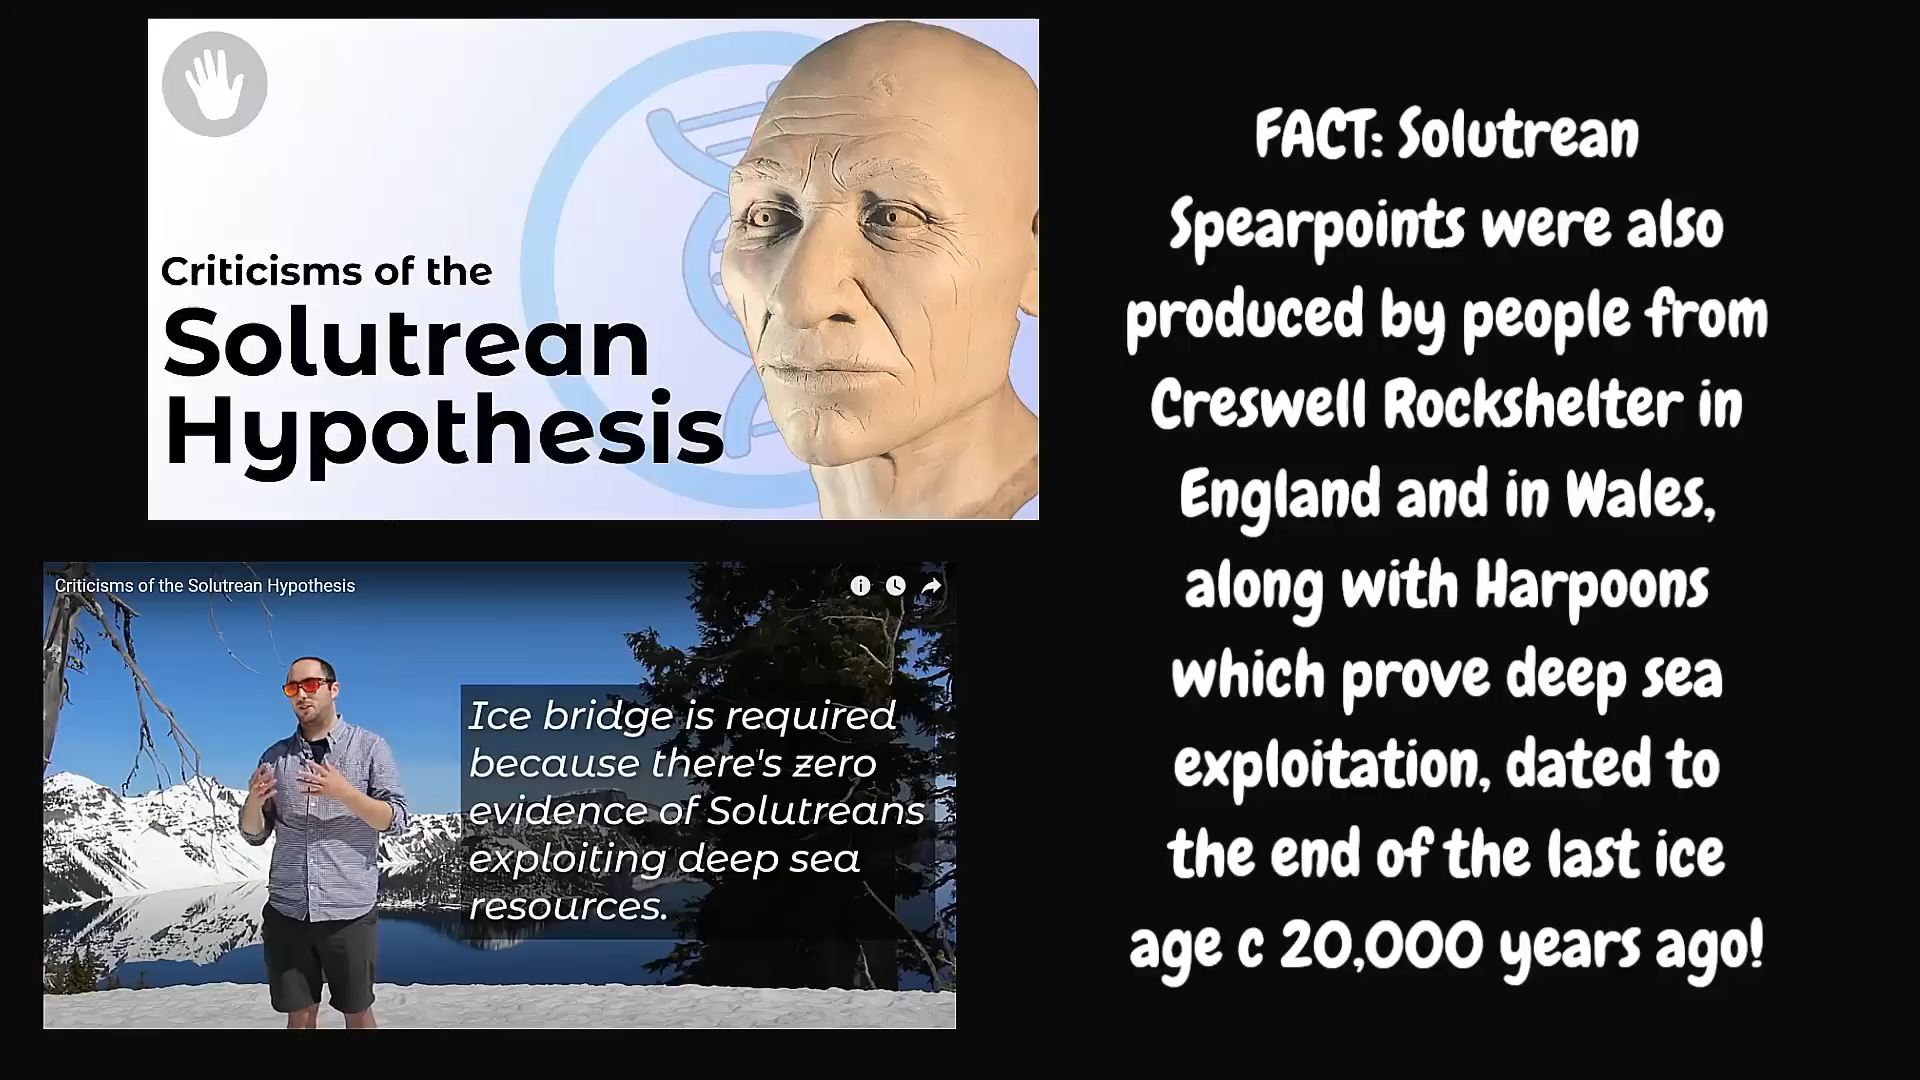 Criticisms of the
Solutrean
Hypothesis
Criticisms of the Solutrean Hypothesis
Ice bridge is required
because there's zero
evidence of Solutreans
exploiting deep sea
resources.
FACT: Solutrean
Spearpoints were also
produced by people from
Creswell Rockshelter in
England and in Wales,
along with Harpoons
which prove deep sea
exploitation, dated to
the end of the last ice
age c 20,000 years ago!